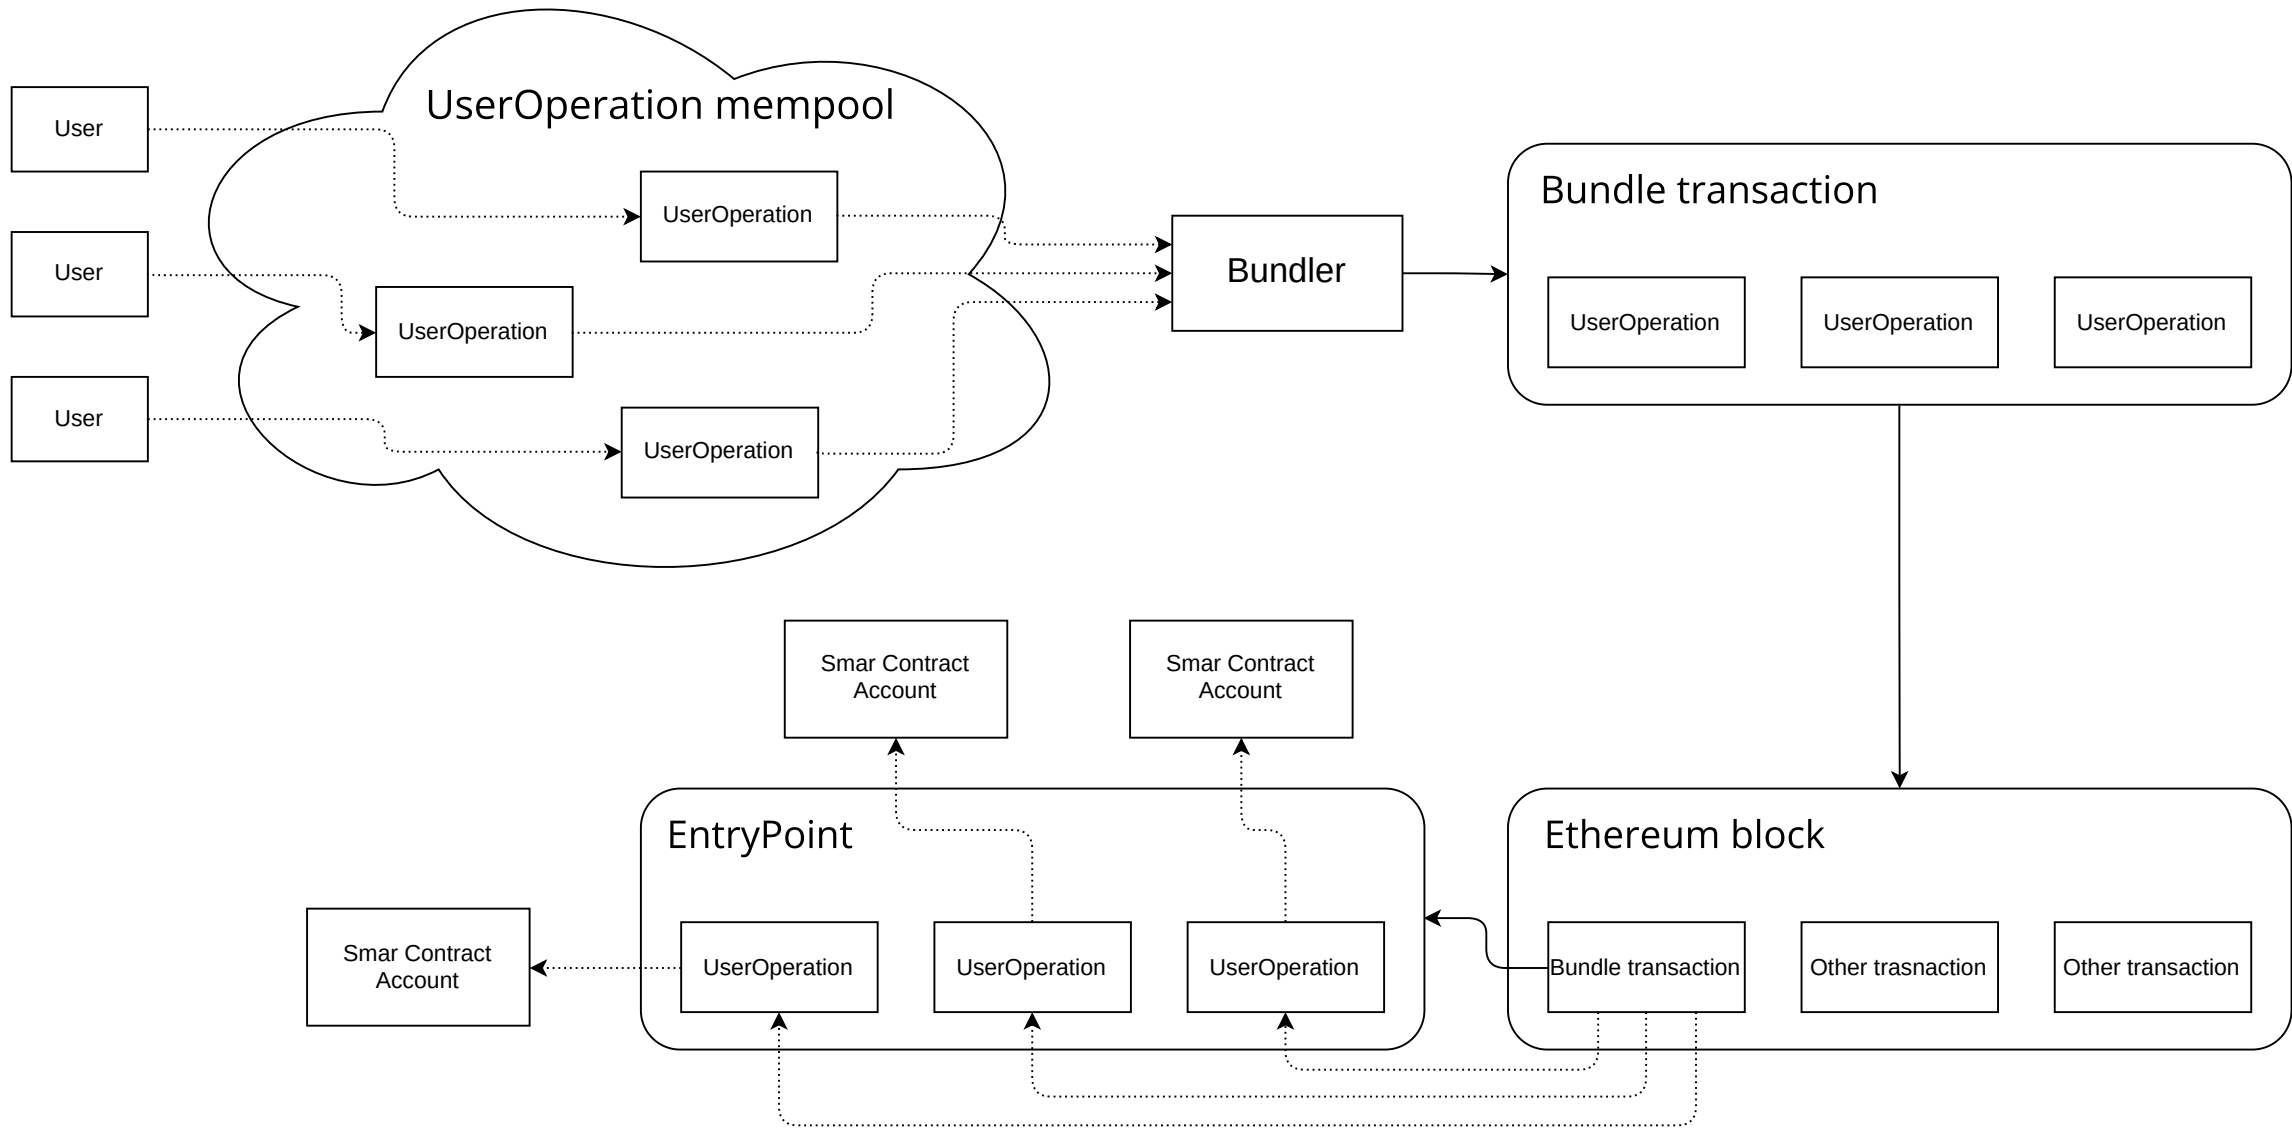 UserOperation mempool
User
User
User
UserOperation
UserOperation
UserOperation
Bundler
Bundle transaction
UserOperation
UserOperation
UserOperation
Smar Contract
Account
Smar Contract
Account
Smar Contract
Account
EntryPoint
UserOperation
UserOperation
UserOperation
Ethereum block
Bundle transaction
Other trasnaction
Other transaction